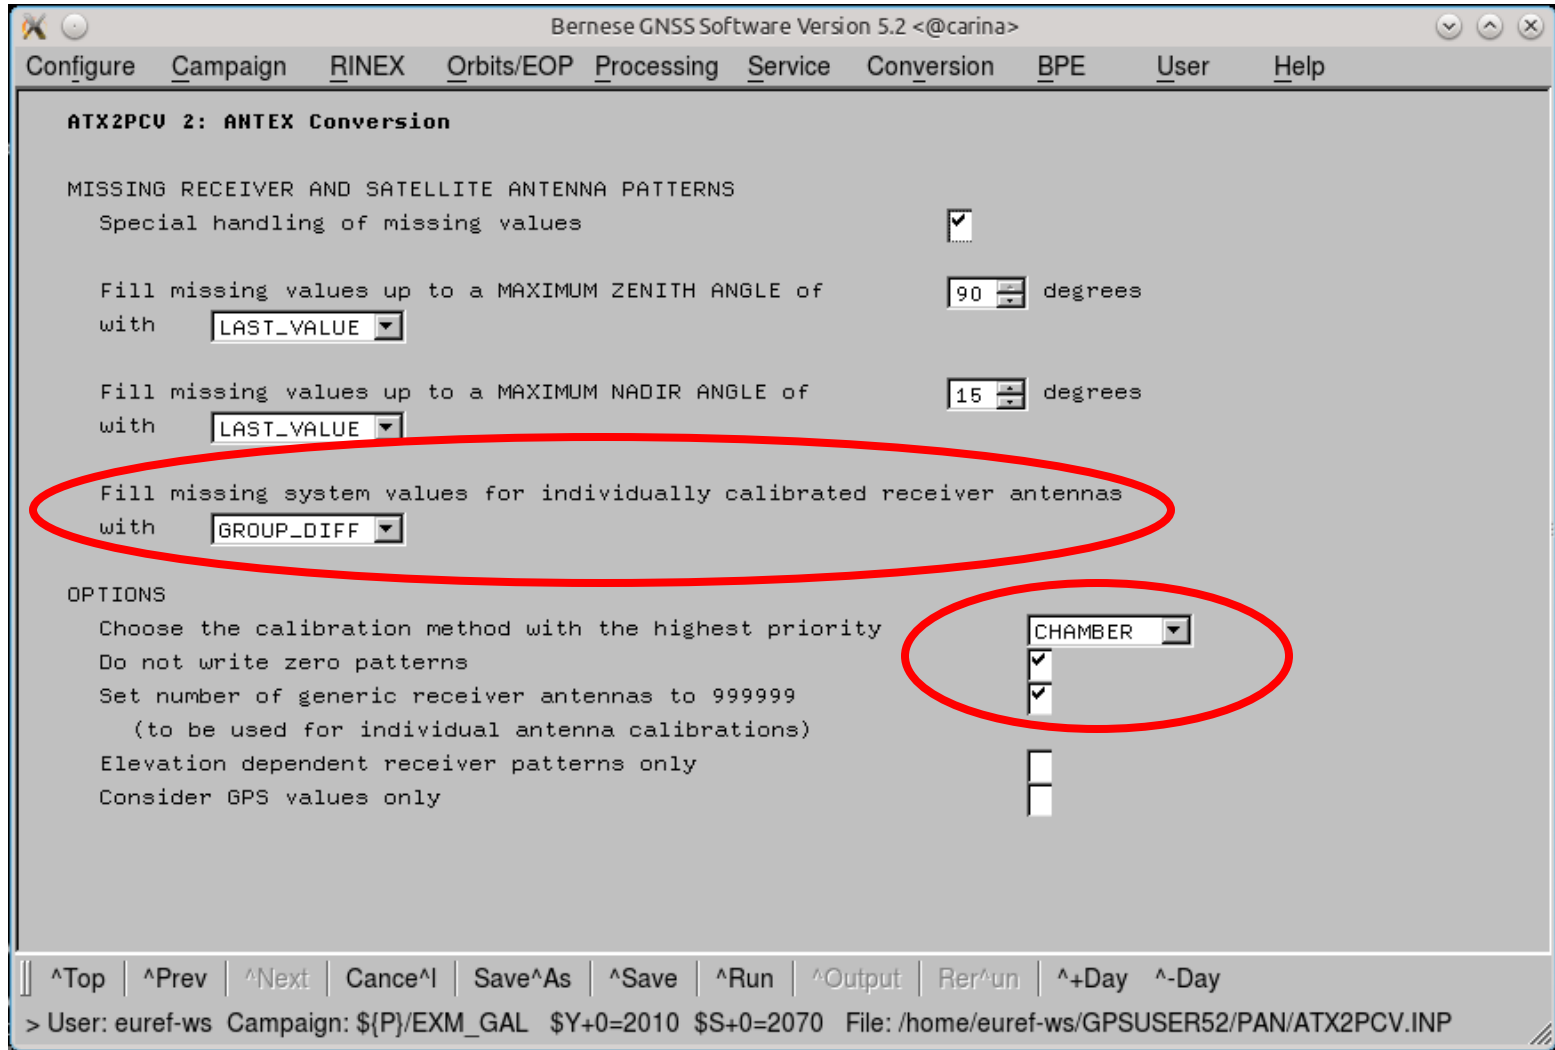 Bernese GNSS Software Version 5.2 <@carina>
Configure Campaign RINEX Orbits/EOP Processing Service Conversion BPE User Help
ATX2PCV 2: ANTEX Conversion
MISSING RECEIVER AND SATELLITE ANTENNA PATTERNS
Special handling of missing values
Fill missing values up to a MAXIMUM ZENITH ANGLE of 90 degrees
with LAST_VALUE
Fill missing values up to a MAXIMUM NADIR ANGLE of 15 degrees
with LAST_VALUE
Fill missing system values for individually calibrated receiver antennas
with GROUP_DIFF
OPTIONS
Choose the calibration method with the highest priority CHAMBER
Do not write zero patterns
Set number of generic receiver antennas to 999999
(to be used for individual antenna calibrations)
Elevation dependent receiver patterns only
Consider GPS values only
^Top ^Prev ^Next Cance^l Save^As ^Save ^Run ^Output Rer^un ^+Day ^-Day
> User: euref-ws Campaign: ${P}/EXM_GAL $Y+0=2010 $S+0=2070 File: /home/euref-ws/GPSUSER52/PAN/ATX2PCV.INP